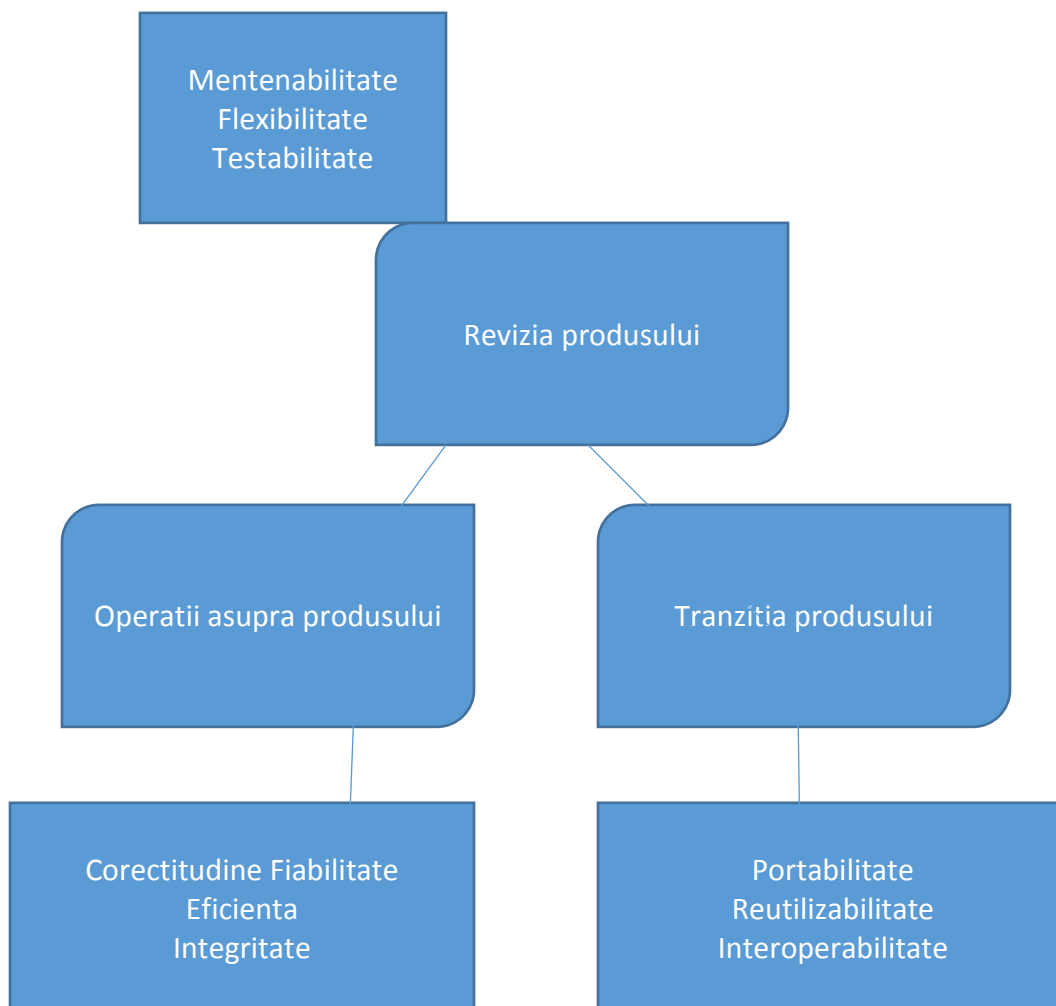 Mentenabilitate
Flexibilitate
Testabilitate
Revizia produsului
Operatii asupra produsului
Tranzitia produsului
Corectitudine Fiabilitate
Eficienta
Integritate
Portabilitate
Reutilizabilitate
Interoperabilitate